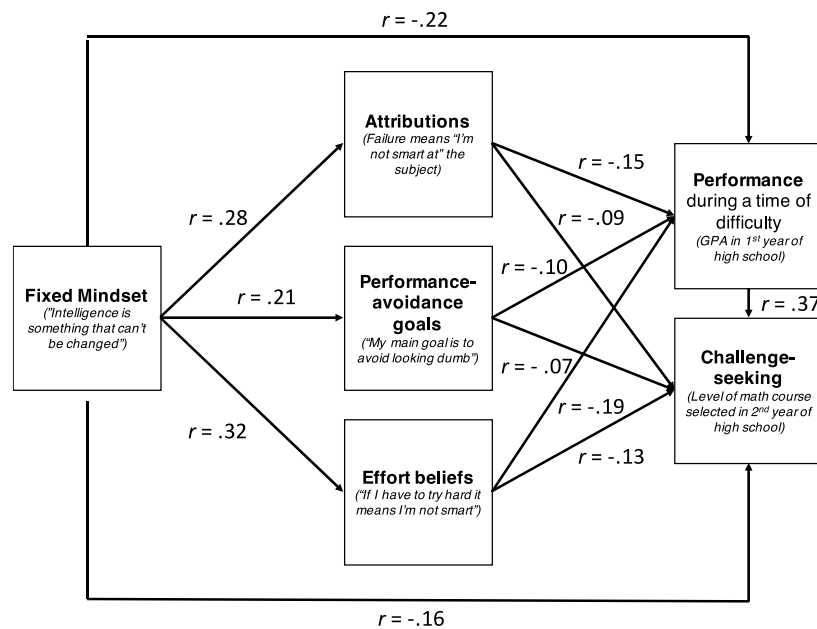 r = -.22
Attributions
(Failure means “I’m
not smart at” the
subject)
r = -.15
Performance
during a time of
difficulty
(GPA in 1st year of
high school)
r = .28
r = -.09
Fixed Mindset
("Intelligence is
something that can’t
be changed”)
r = .21
Performance-
avoidance
goals
(“My main goal is to
avoid looking dumb”)
r = -.10
r = .37
r = - .07
Challenge-
seeking
(Level of math course
selected in 2nd year of
high school)
r = .32
r = -.19
r = -.13
Effort beliefs
(“If I have to try hard it
means I’m not smart”)
r = -.16